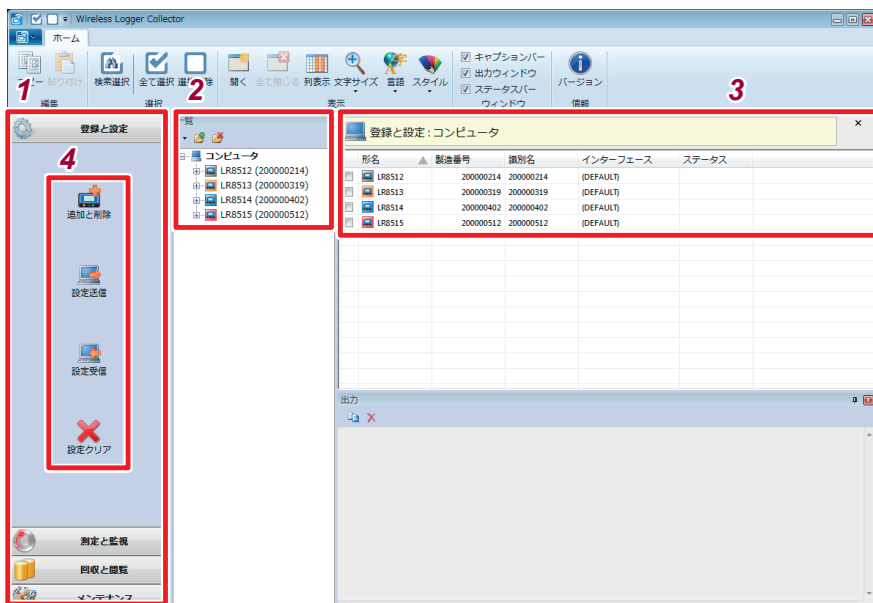 Wireless Logger Collector
ホーム
貼り付け
検索選択
全て選択
開く
全て閉じる
列表示
文字サイズ
言語
スタイル
キャプションバー
出力ウィンドウ
ステータスバー
バージョン
編集
選択
表示
ウィンドウ
情報
1
2
3
4
登録と設定
追加と削除
設定送信
設定受信
設定クリア
測定と監視
回収と閲覧
メンテナンス
コンピュータ
LR8512 (200000214)
LR8513 (200000319)
LR8514 (200000402)
LR8515 (200000512)
登録と設定 : コンピュータ
形名 製造番号 識別名 インターフェース ステータス
LR8512 200000214 200000214 (DEFAULT)
LR8513 200000319 200000319 (DEFAULT)
LR8514 200000402 200000402 (DEFAULT)
LR8515 200000512 200000512 (DEFAULT)
出力